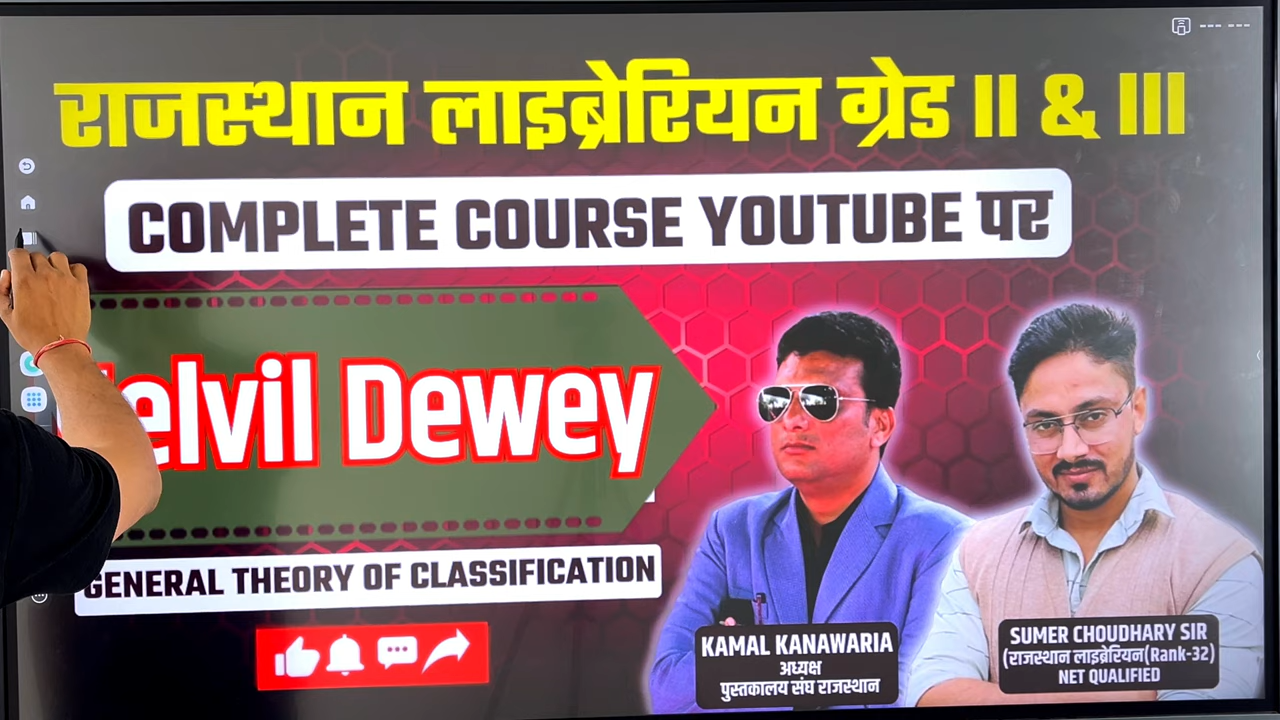 राजस्थान लाइब्रेरियन ग्रेड II & III
COMPLETE COURSE YOUTUBE पर
Melvil Dewey
GENERAL THEORY OF CLASSIFICATION
KAMAL KANAWARIA
अध्यक्ष
पुस्तकालय संघ राजस्थान
SUMER CHOUDHARY SIR
(राजस्थान लाइब्रेरियन(Rank-32)
NET QUALIFIED